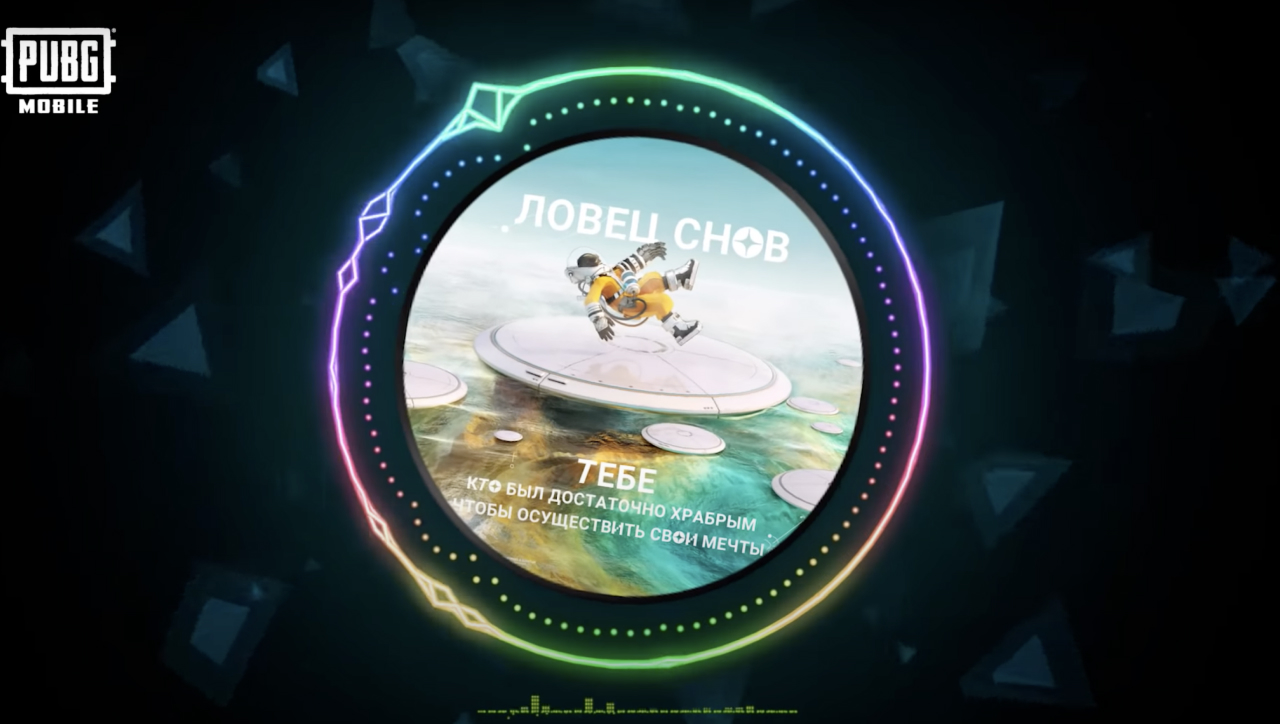 PUBG
MOBILE
ЛОВЕЦ СНОВ
ТЕБЕ
КТО БЫЛ ДОСТАТОЧНО ХРАБРЫМ
ЧТОБЫ ОСУЩЕСТВИТЬ СВОИ МЕЧТЫ